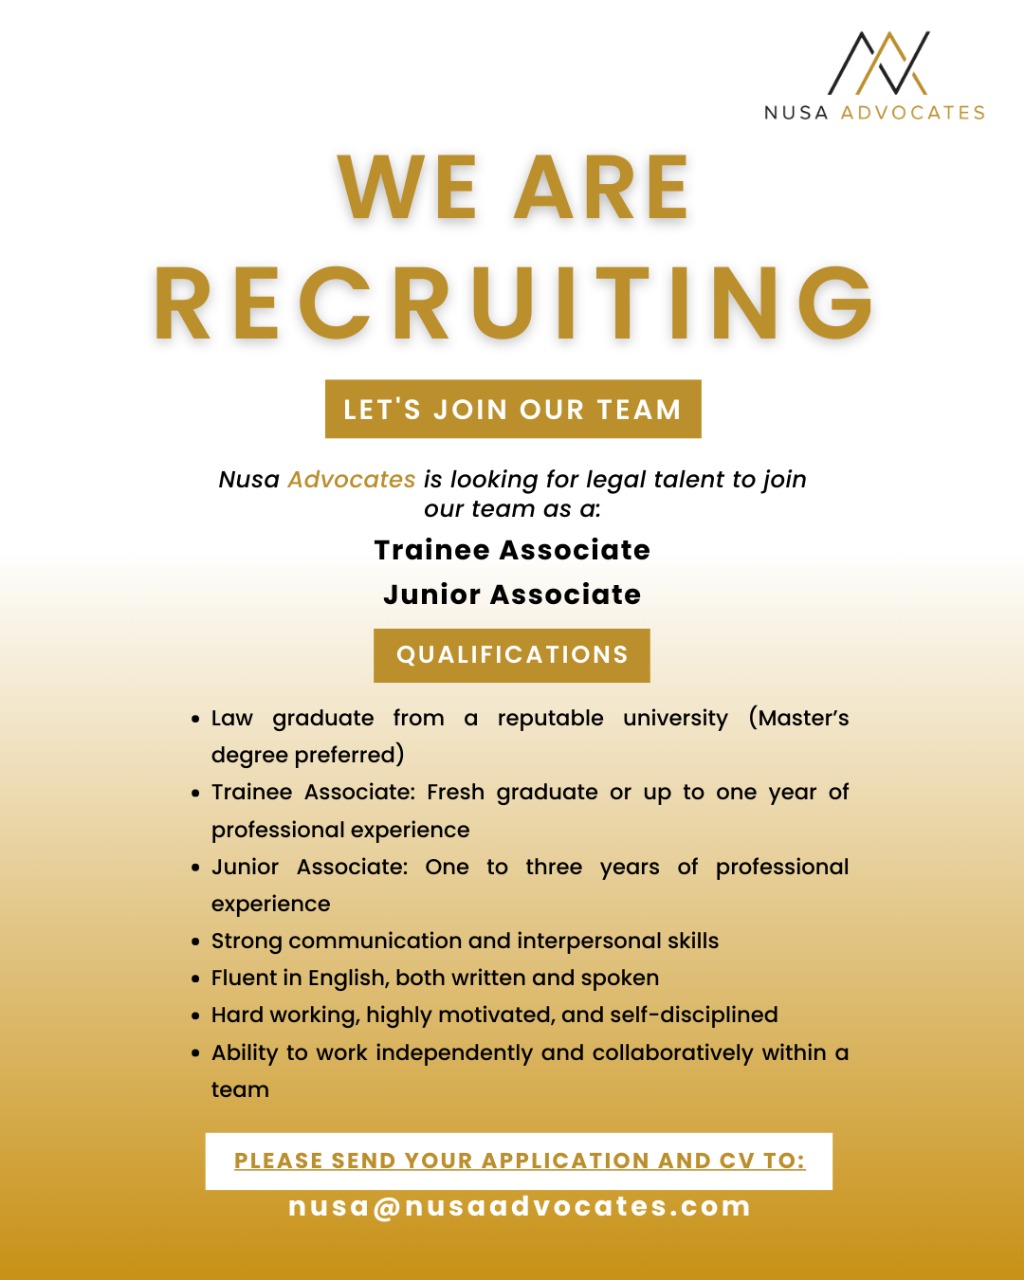 NUSA ADVOCATES
WE ARE
RECRUITING
LET'S JOIN OUR TEAM
Nusa Advocates is looking for legal talent to join
our team as a:
Trainee Associate
Junior Associate
QUALIFICATIONS
• Law graduate from a reputable university (Master’s
degree preferred)
• Trainee Associate: Fresh graduate or up to one year of
professional experience
• Junior Associate: One to three years of professional
experience
• Strong communication and interpersonal skills
• Fluent in English, both written and spoken
• Hard working, highly motivated, and self-disciplined
• Ability to work independently and collaboratively within a
team
PLEASE SEND YOUR APPLICATION AND CV TO:
nusa@nusaadvocates.com